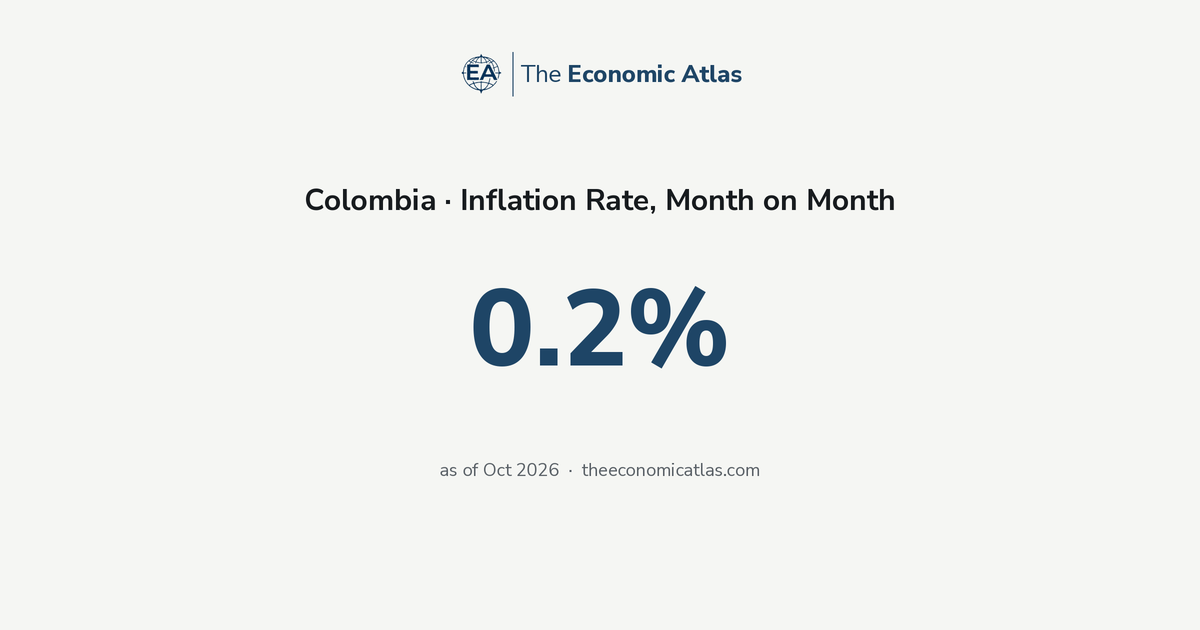 EA The Economic Atlas
Colombia · Inflation Rate, Month on Month
0.2%
as of Oct 2026 · theeconomicatlas.com